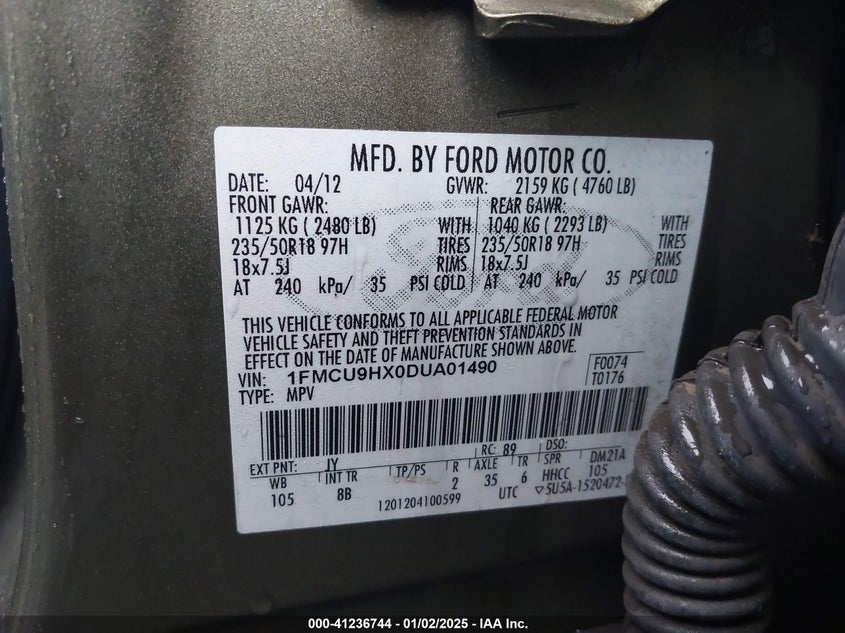 MFD. BY FORD MOTOR CO.
DATE: 04/12 GVWR: 2159 KG ( 4760 LB)
FRONT GAWR: REAR GAWR:
1125 KG ( 2480 LB) WITH 1040 KG ( 2293 LB) WITH
235/50R18 97H TIRES 235/50R18 97H TIRES
18x7.5J RIMS 18x7.5J RIMS
AT 240 kPa/ 35 PSI COLD AT 240 kPa/ 35 PSI COLD
THIS VEHICLE CONFORMS TO ALL APPLICABLE FEDERAL MOTOR
VEHICLE SAFETY AND THEFT PREVENTION STANDARDS IN
EFFECT ON THE DATE OF MANUFACTURE SHOWN ABOVE.
VIN: 1FMCU9HX0DUA01490 F0074
TYPE: MPV T0176
EXT PNT: JY RC: 89 DSO:
WB INT TR TP/PS R AXLE TR SPR DM21A
105 8B 2 35 6 HHCC 105
1201204100599 UTC ▽5U5A-1520472-
000-41236744 - 01/02/2025 - IAA Inc.